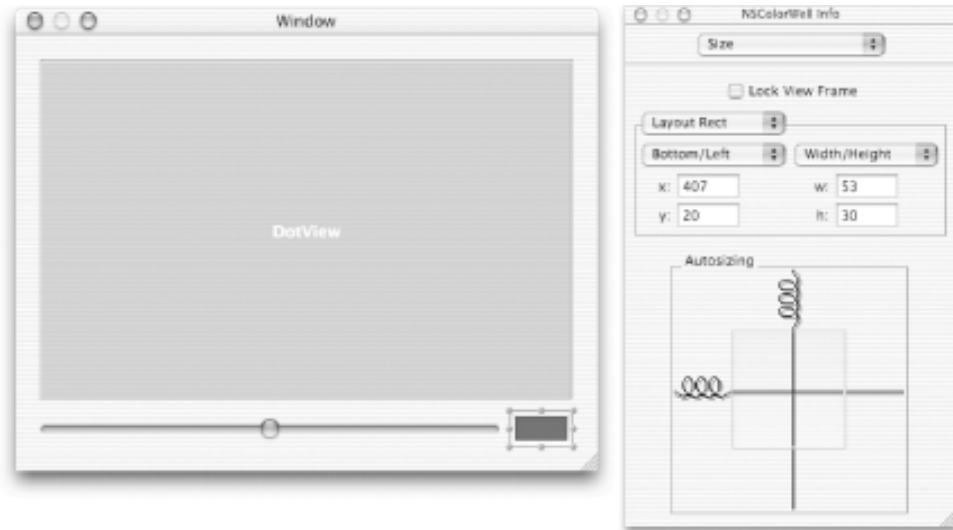 Window
DotView
NSColorWell Info
Size
Lock View Frame
Layout Rect
Bottom/Left Width/Height
x: 407 w: 53
y: 20 h: 30
Autosizing